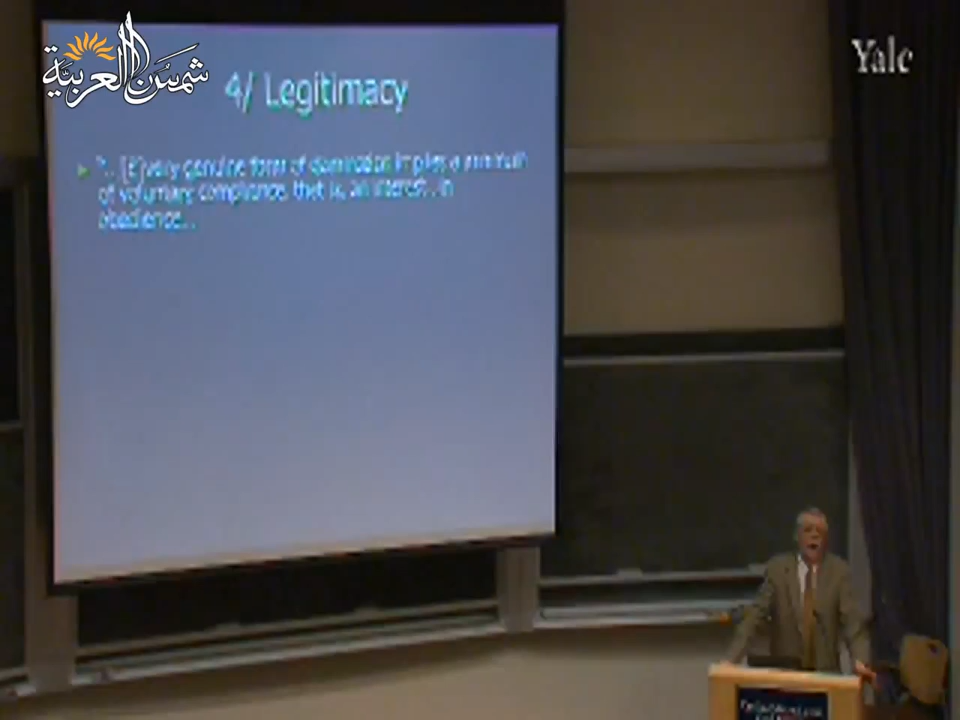 شمس العربية
Yale
4/ Legitimacy
"... [E]very genuine form of domination implies a minimum
of voluntary compliance, that is, an interest... in
obedience...